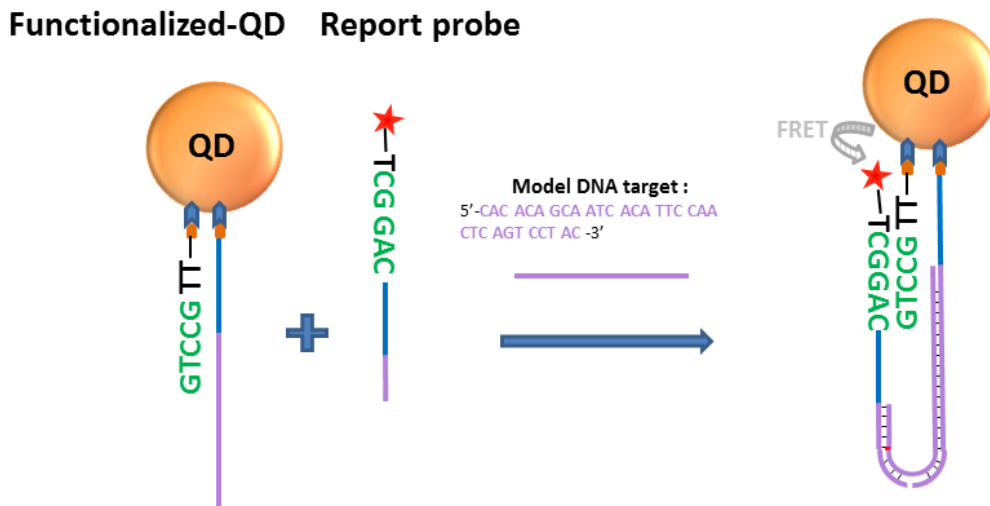 Functionalized-QD Report probe
QD
GTCCG TT
TCG GAC
Model DNA target :
5’-CAC ACA GCA ATC ACA TTC CAA
CTC AGT CCT AC -3’
QD
FRET
TCGGAC
GTCCG TT